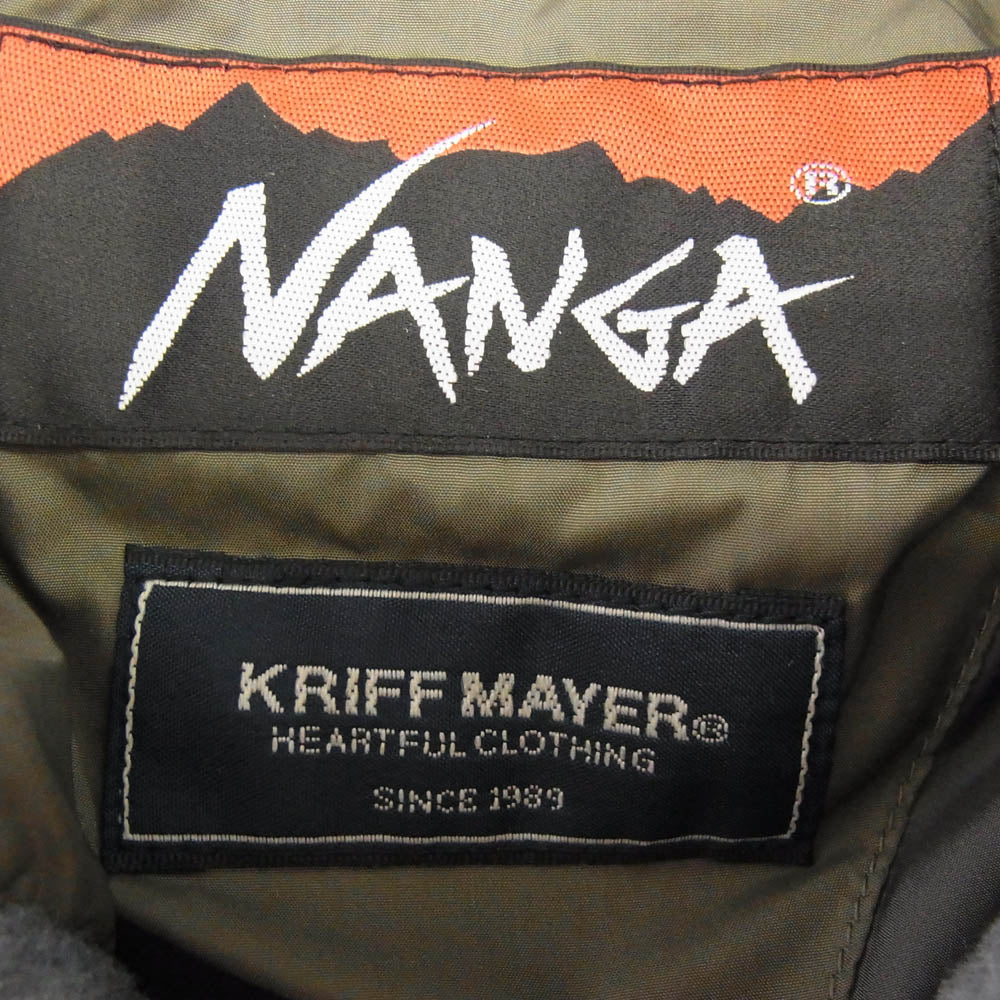 NANGA®
KRIFF MAYER®
HEARTFUL CLOTHING
SINCE 1989